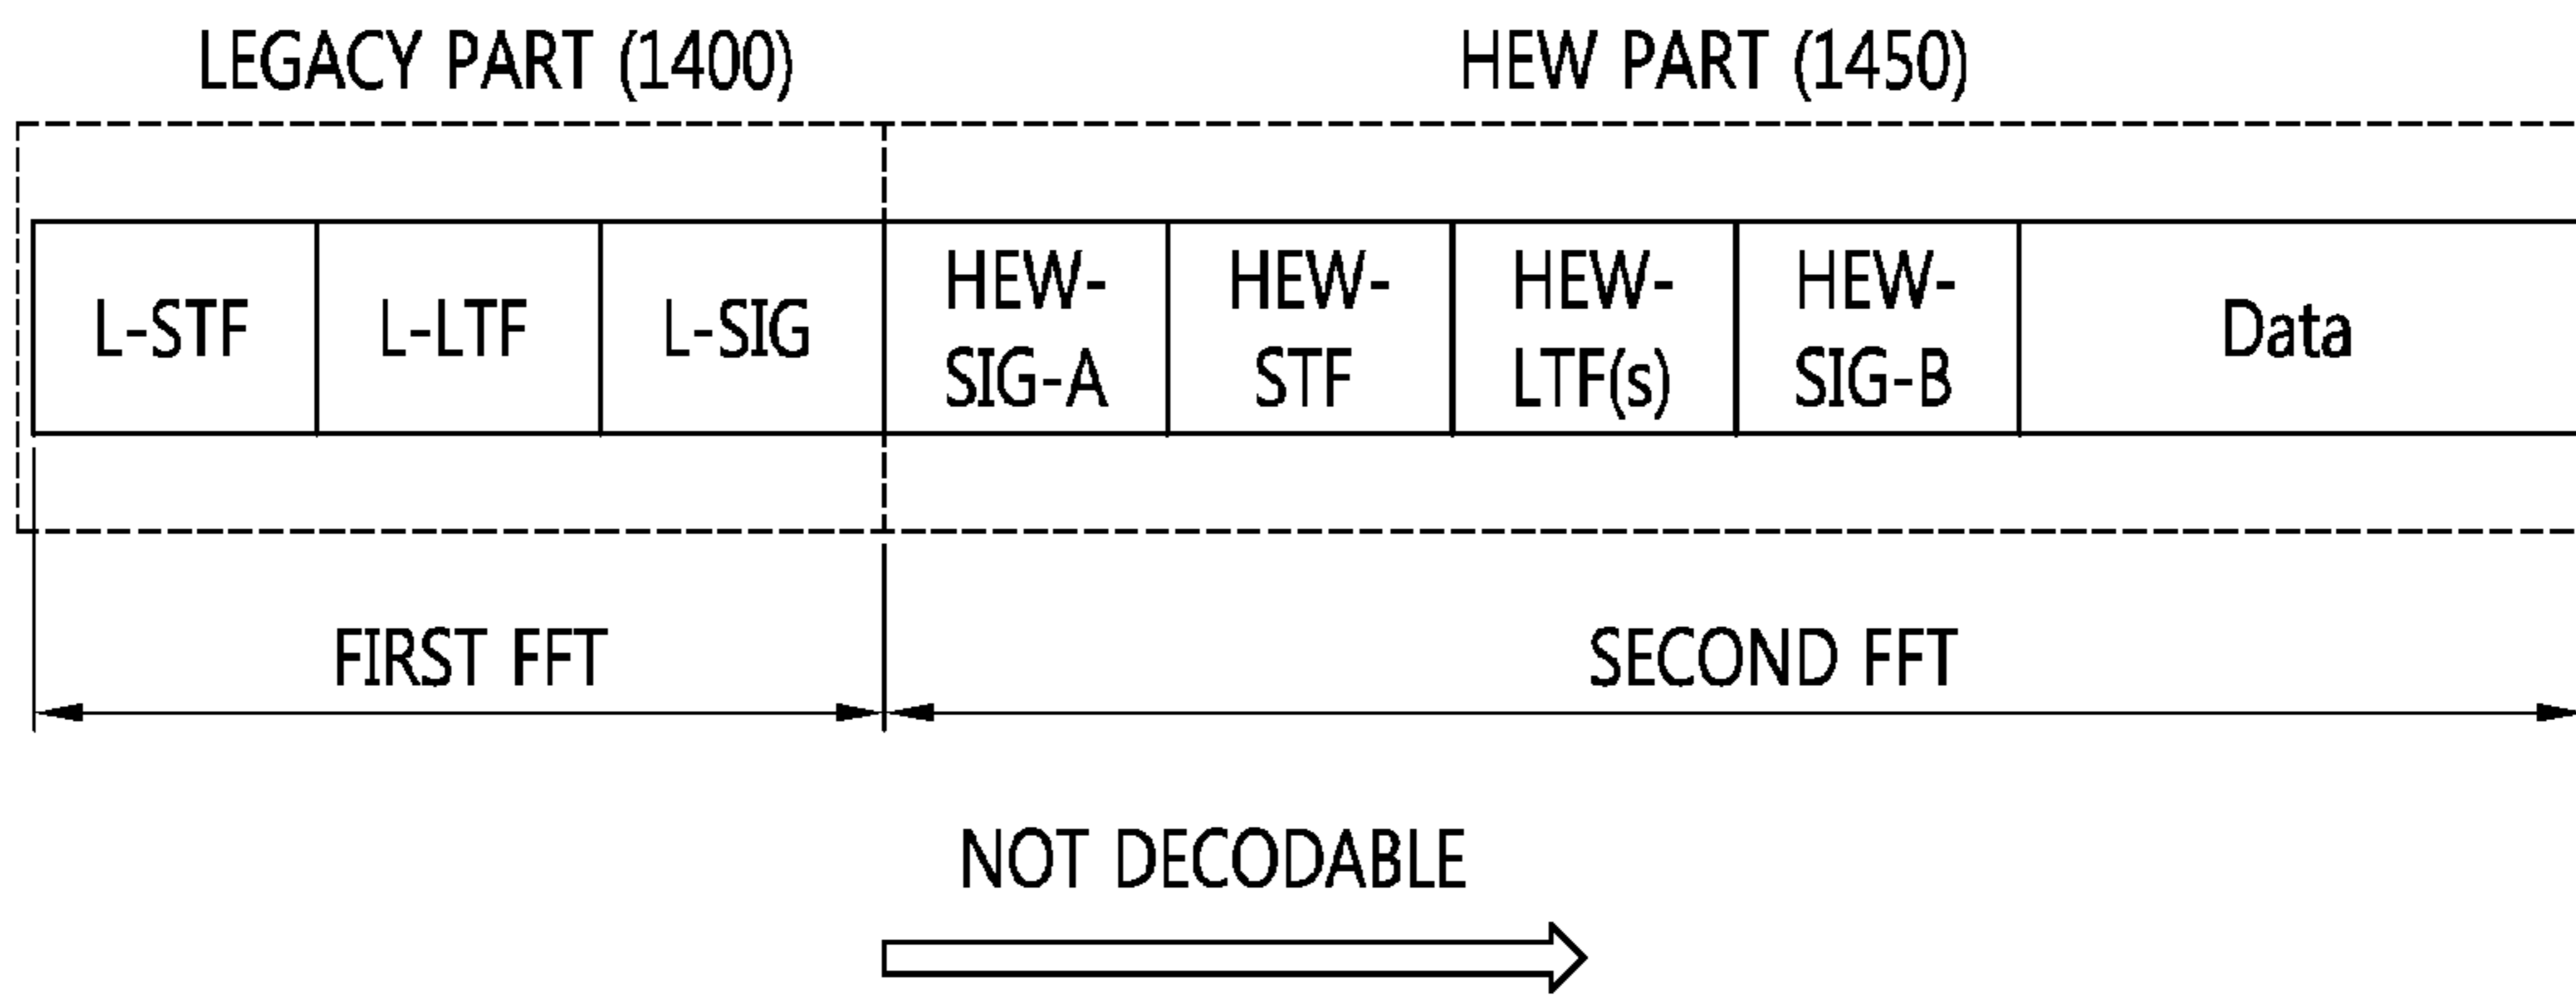 LEGACY PART (1400)
HEW PART (1450)
L-STF
L-LTF
L-SIG
HEW-
SIG-A
HEW-
STF
HEW-
LTF(s)
HEW-
SIG-B
Data
FIRST FFT
SECOND FFT
NOT DECODABLE